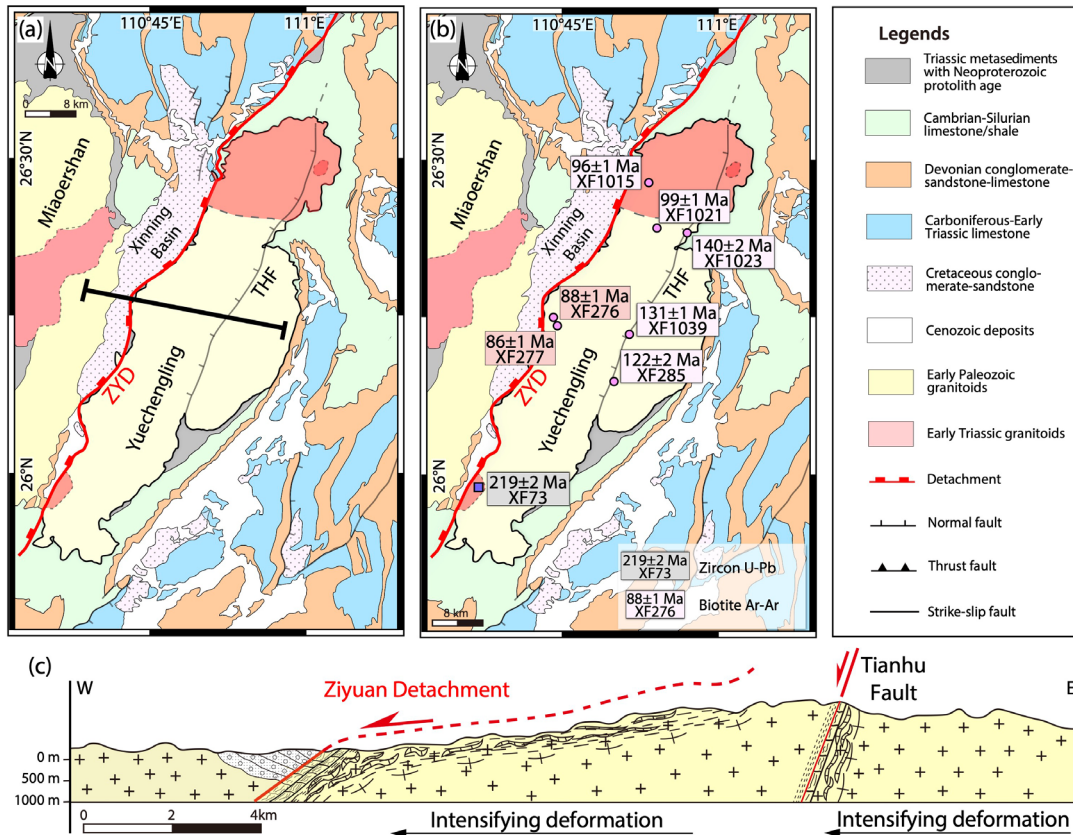 (a)
110°45'E
111°E
N
0
8 km
26°30'N
26°N
Miaoershan
Xinning
Basin
THF
ZYD
Yuechengling
(b)
110°45'E
111°E
N
26°30'N
26°N
Miaoershan
Xinning
Basin
96±1 Ma
XF1015
99±1 Ma
XF1021
140±2 Ma
XF1023
THF
88±1 Ma
XF276
131±1 Ma
XF1039
86±1 Ma
XF277
122±2 Ma
XF285
ZYD
Yuechengling
219±2 Ma
XF73
219±2 Ma
XF73
Zircon U-Pb
88±1 Ma
XF276
Biotite Ar-Ar
8 km
Legends
Triassic metasediments
with Neoproterozoic
protolith age
Cambrian-Silurian
limestone/shale
Devonian conglomerate-
sandstone-limestone
Carboniferous-Early
Triassic limestone
Cretaceous conglo-
merate-sandstone
Cenozoic deposits
Early Paleozoic
granitoids
Early Triassic granitoids
Detachment
Normal fault
Thrust fault
Strike-slip fault
(c)
W
Ziyuan Detachment
Tianhu
Fault
0 m
500 m
1000 m
0
2
4km
Intensifying deformation
Intensifying deformation